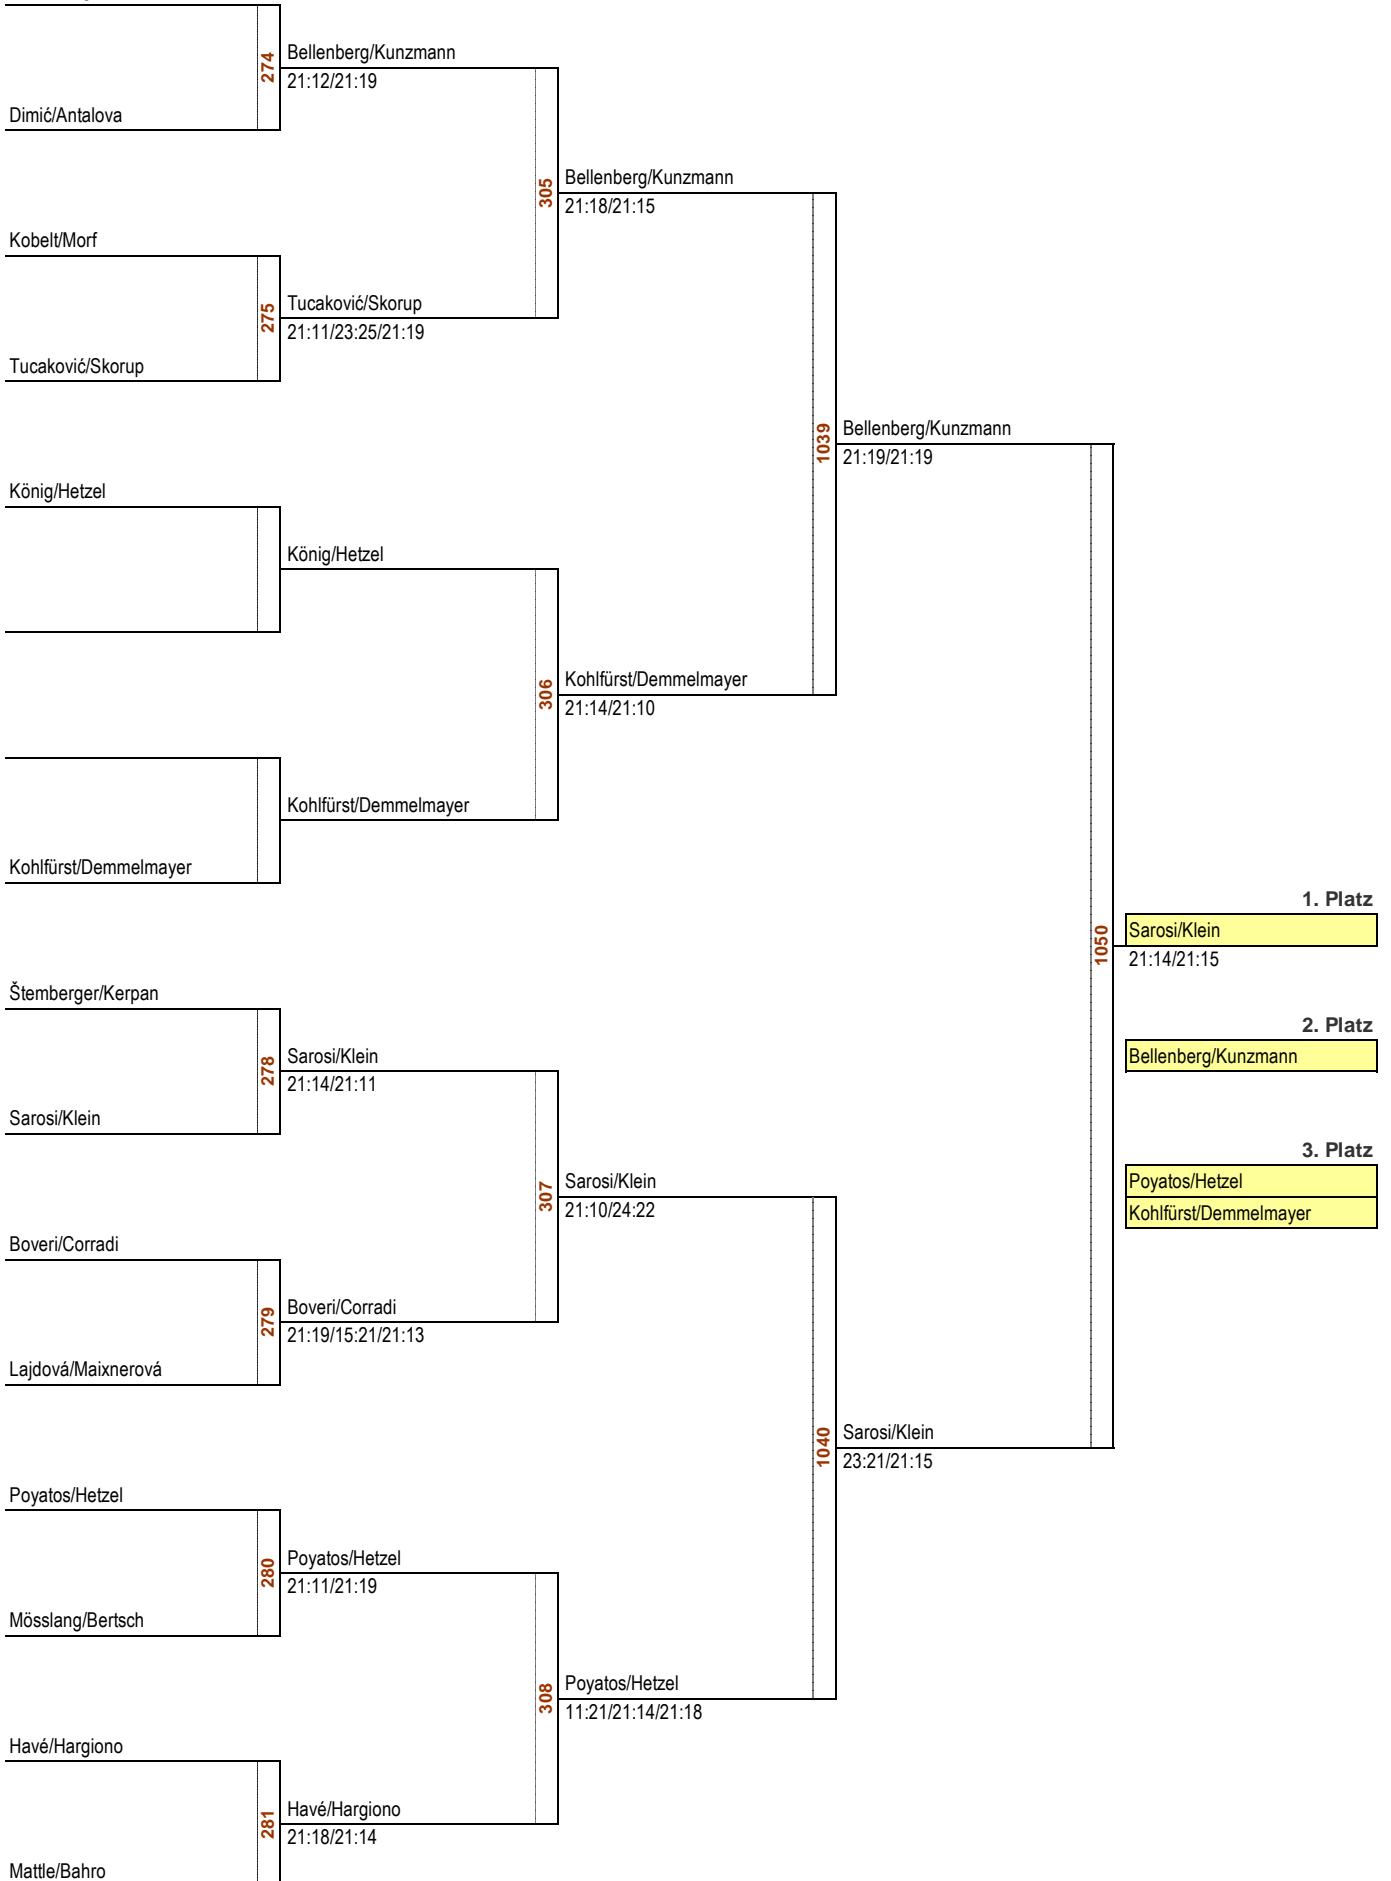 274
Bellenberg/Kunzmann
21:12/21:19
Dimić/Antalova
305
Bellenberg/Kunzmann
21:18/21:15
Kobelt/Morf
275
Tucaković/Skorup
21:11/23:25/21:19
Tucaković/Skorup
1039
Bellenberg/Kunzmann
21:19/21:19
König/Hetzel
König/Hetzel
306
Kohlfürst/Demmelmayer
21:14/21:10
Kohlfürst/Demmelmayer
Kohlfürst/Demmelmayer
1. Platz
1050
Sarosi/Klein
21:14/21:15
Štemberger/Kerpan
2. Platz
Bellenberg/Kunzmann
278
Sarosi/Klein
21:14/21:11
Sarosi/Klein
3. Platz
Poyatos/Hetzel
Kohlfürst/Demmelmayer
307
Sarosi/Klein
21:10/24:22
Boveri/Corradi
279
Boveri/Corradi
21:19/15:21/21:13
Lajdová/Maixnerová
1040
Sarosi/Klein
23:21/21:15
Poyatos/Hetzel
280
Poyatos/Hetzel
21:11/21:19
Mösslang/Bertsch
308
Poyatos/Hetzel
11:21/21:14/21:18
Havé/Hargiono
281
Havé/Hargiono
21:18/21:14
Mattle/Bahro